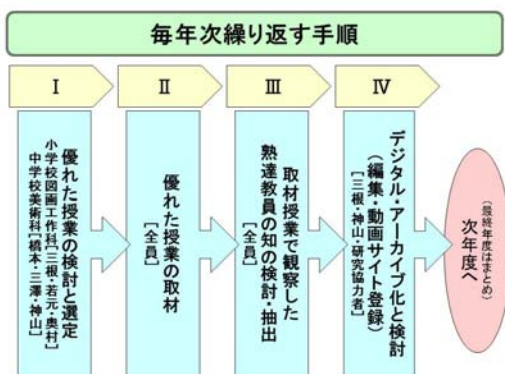 毎年次繰り返す手順
Ⅰ
Ⅱ
Ⅲ
Ⅳ
優れた授業の検討と選定
小学校図画工作科[三根・若元・奥村]
中学校美術科[橋本・三澤・神山]
優れた授業の取材
[全員]
取材授業で観察した
熟達教員の知の検討・抽出
[全員]
デジタル・アーカイブ化と検討
(編集・動画サイト登録)
[三根・神山・研究協力者]
(最終年度はまとめ)
次年度へ